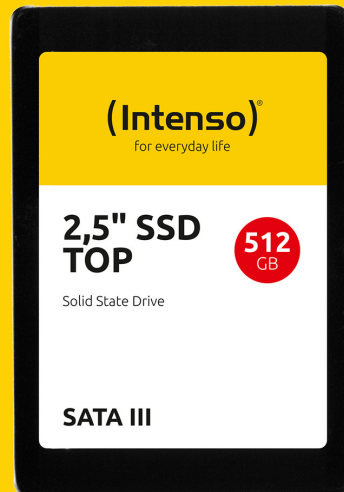 (Intenso)®
for everyday life
2,5" SSD
TOP
512
GB
Solid State Drive
SATA III